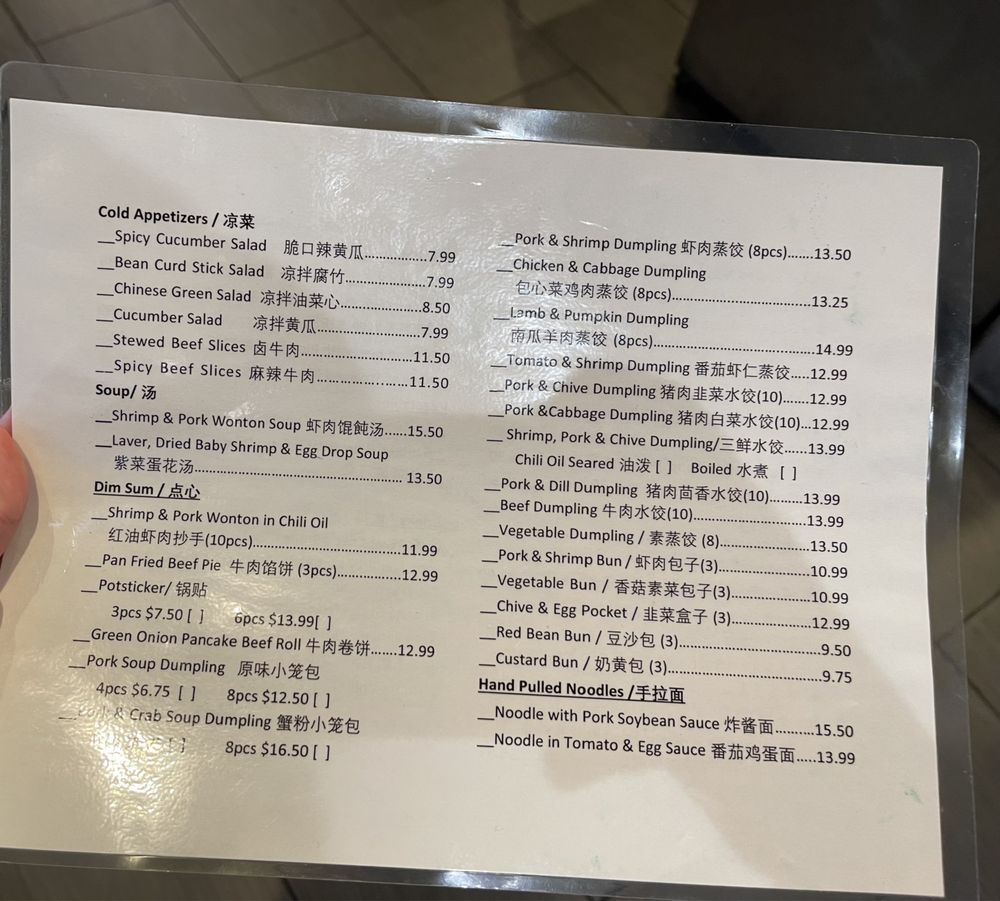 Cold Appetizers / 凉菜
__Spicy Cucumber Salad 脆口辣黄瓜.................7.99
__Bean Curd Stick Salad 凉拌腐竹......................7.99
__Chinese Green Salad 凉拌油菜心......................8.50
__Cucumber Salad 凉拌黄瓜............................7.99
__Stewed Beef Slices 卤牛肉............................11.50
__Spicy Beef Slices 麻辣牛肉.......................11.50
Soup/ 汤
__Shrimp & Pork Wonton Soup 虾肉馄飩汤......15.50
__Laver, Dried Baby Shrimp & Egg Drop Soup
紫菜蛋花汤.................................................... 13.50
Dim Sum / 点心
__Shrimp & Pork Wonton in Chili Oil
红油虾肉抄手(10pcs).....................................11.99
__Pan Fried Beef Pie 牛肉馅饼 (3pcs)................12.99
__Potsticker/ 锅贴
3pcs $7.50 [ ] 6pcs $13.99[ ]
__Green Onion Pancake Beef Roll 牛肉卷饼.......12.99
__Pork Soup Dumpling 原味小笼包
4pcs $6.75 [ ] 8pcs $12.50 [ ]
& Crab Soup Dumpling 蟹粉小笼包
[ ] 8pcs $16.50 [ ]
__Pork & Shrimp Dumpling 虾肉蒸饺 (8pcs).......13.50
__Chicken & Cabbage Dumpling
包心菜鸡肉蒸饺 (8pcs)...................................13.25
__Lamb & Pumpkin Dumpling
南瓜羊肉蒸饺 (8pcs).........................................14.99
__Tomato & Shrimp Dumpling 番茄虾仁蒸饺.....12.99
__Pork & Chive Dumpling 猪肉韭菜水饺(10).......12.99
__Pork &Cabbage Dumpling 猪肉白菜水饺(10)...12.99
__ Shrimp, Pork & Chive Dumpling/三鲜水饺......13.99
Chili Oil Seared 油泼 [ ] Boiled 水煮 [ ]
__Pork & Dill Dumpling 猪肉茴香水饺(10).........13.99
__Beef Dumpling 牛肉水饺(10)............................13.99
__Vegetable Dumpling / 素蒸饺 (8).......................13.50
__Pork & Shrimp Bun / 虾肉包子(3)......................10.99
__Vegetable Bun / 香菇素菜包子(3).....................10.99
__Chive & Egg Pocket / 韭菜盒子 (3)....................12.99
__Red Bean Bun / 豆沙包 (3)................................9.50
__Custard Bun / 奶黄包 (3)...................................9.75
Hand Pulled Noodles /手拉面
__Noodle with Pork Soybean Sauce 炸酱面..........15.50
__Noodle in Tomato & Egg Sauce 番茄鸡蛋面.....13.99